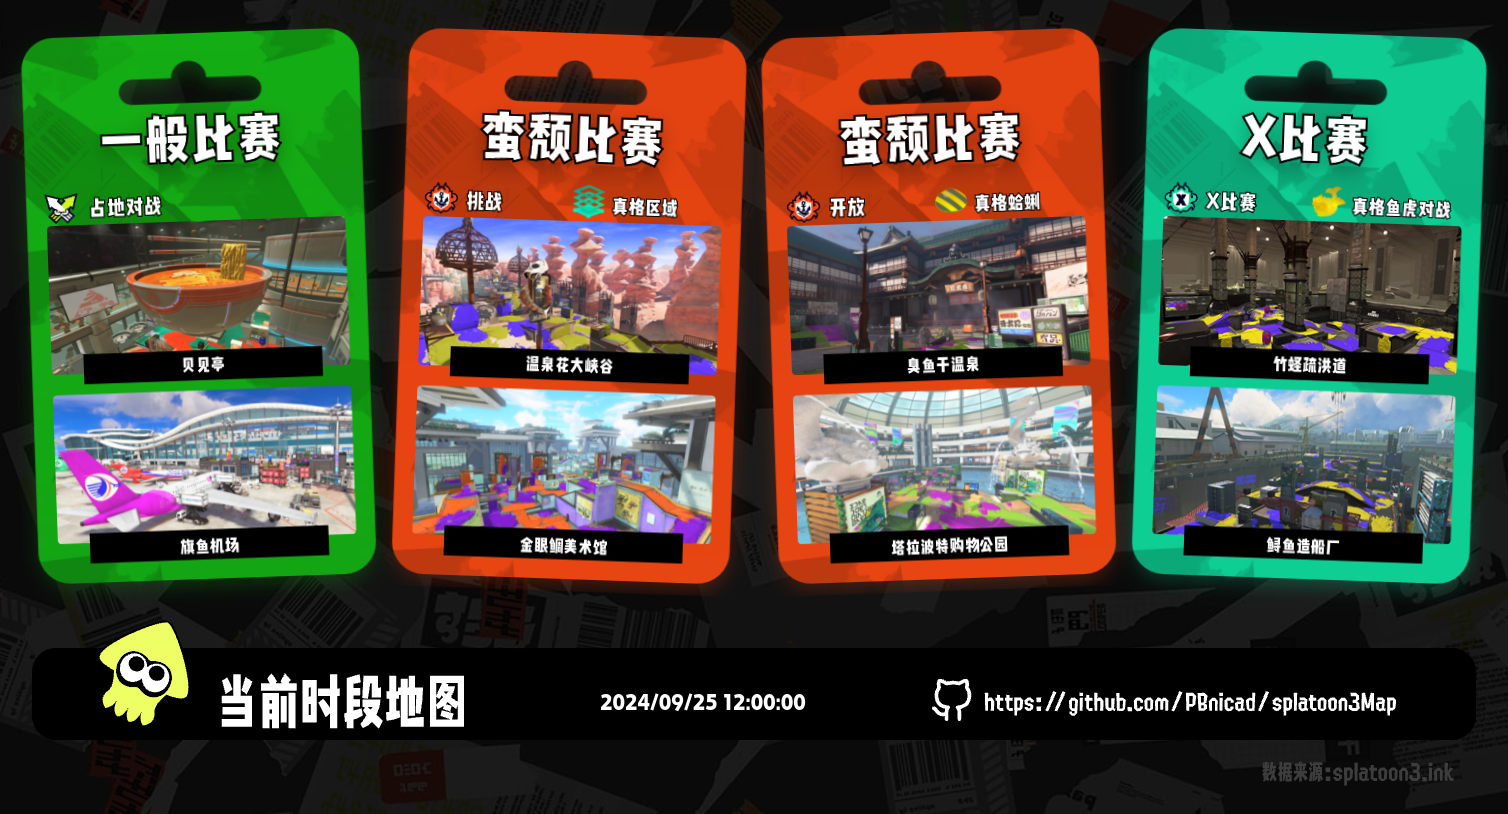 一般比赛
占地对战
贝见亭
旗鱼机场
蛮颓比赛
挑战
真格区域
温泉花大峡谷
金眼鲷美术馆
蛮颓比赛
开放
真格蛤蜊
臭鱼干温泉
塔拉波特购物公园
X比赛
X比赛
真格鱼虎对战
竹蛏疏洪道
鲟鱼造船厂
当前时段地图
2024/09/25 12:00:00
https://github.com/PBnicad/splatoon3Map
数据来源:splatoon3.ink